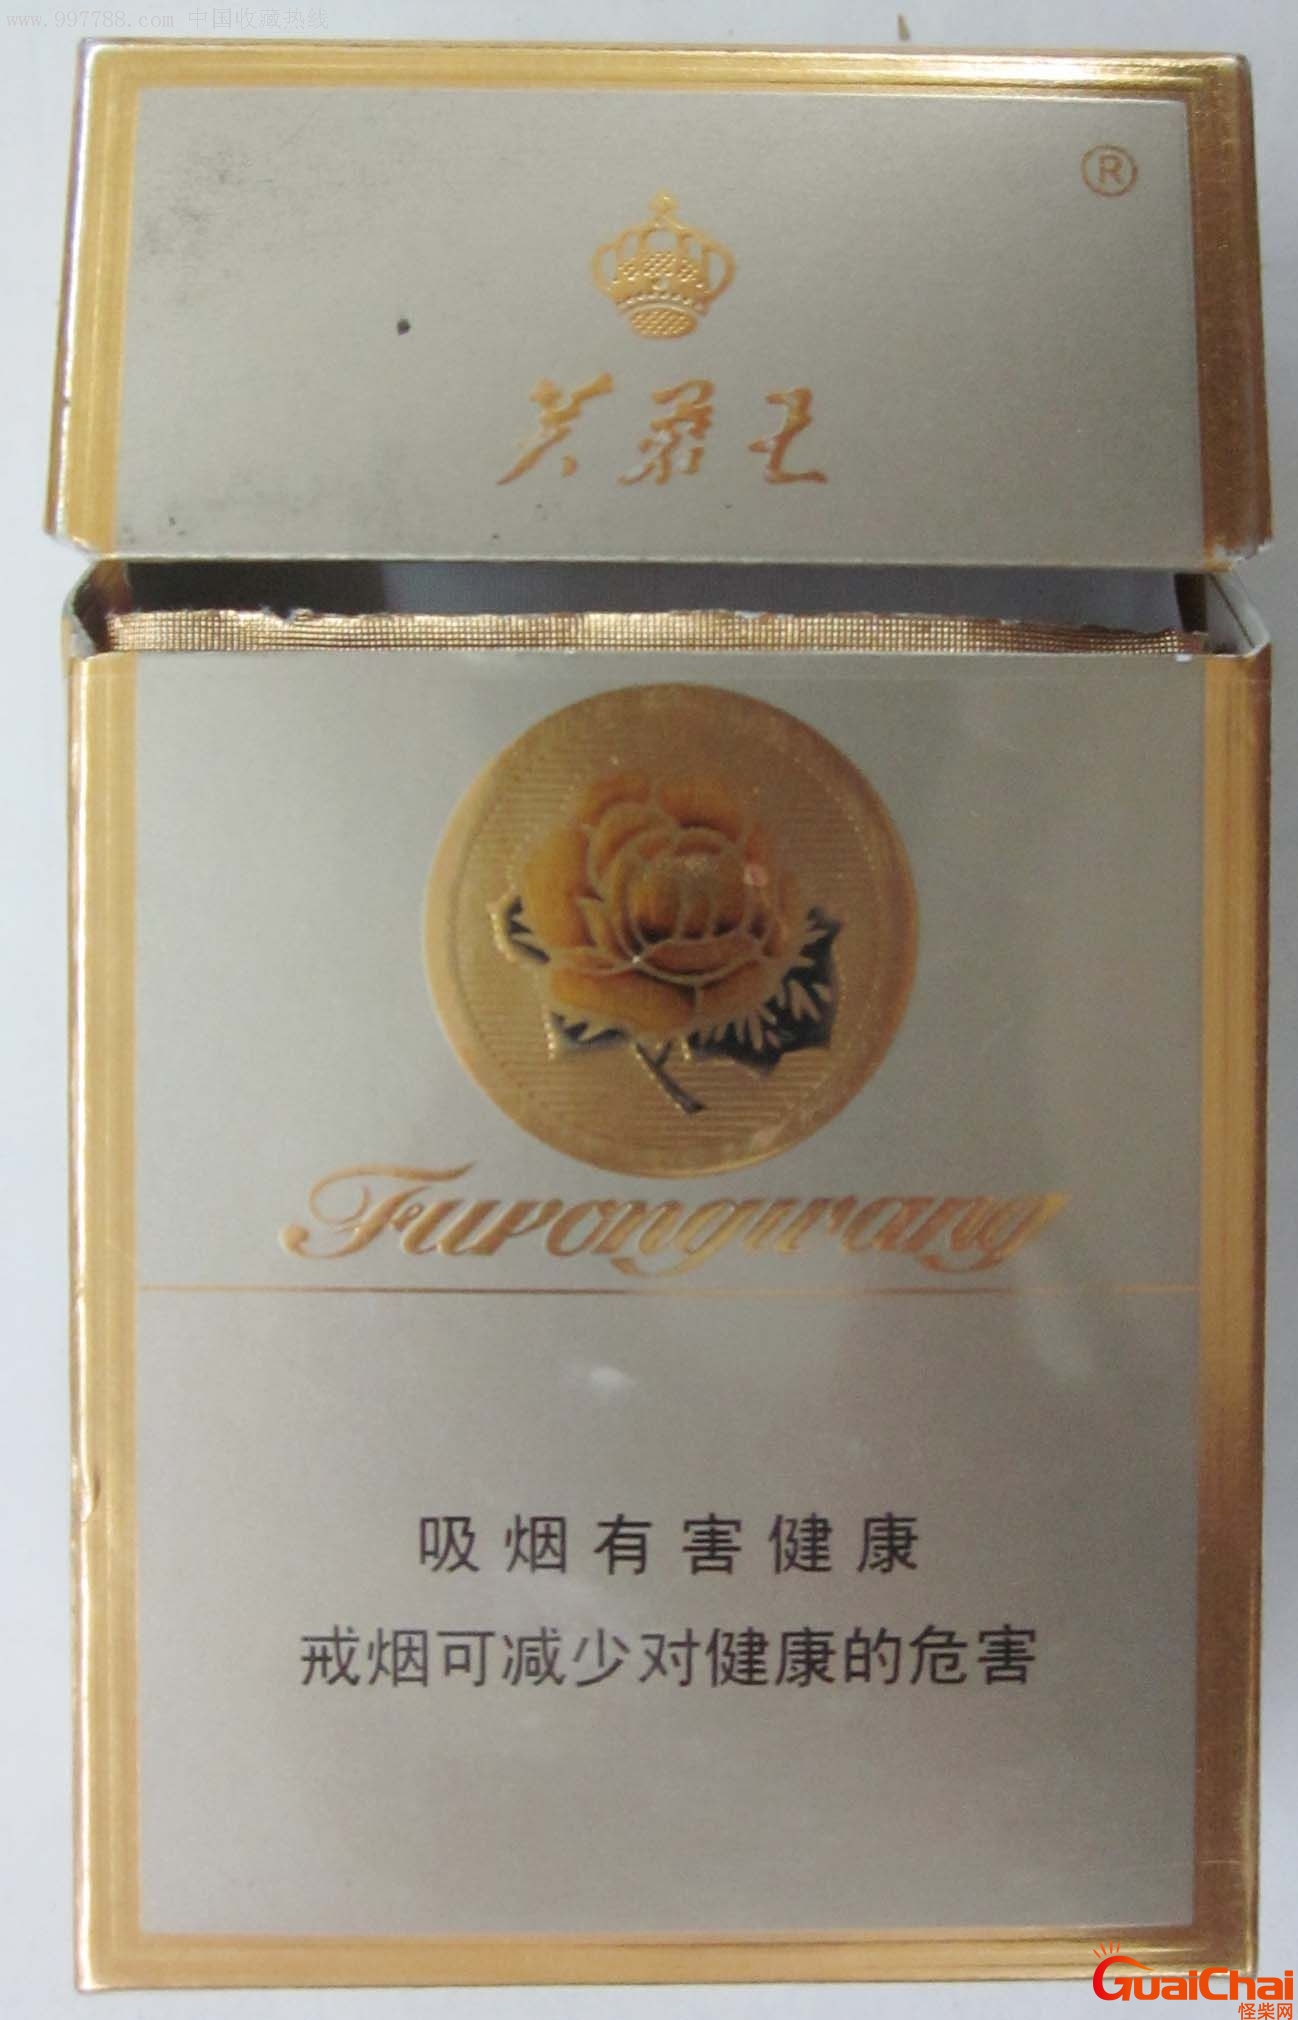 www.997788.com 中国收藏热线
®
芙蓉王
Furongwang
吸烟有害健康
戒烟可减少对健康的危害
GuaiChai
怪柴网